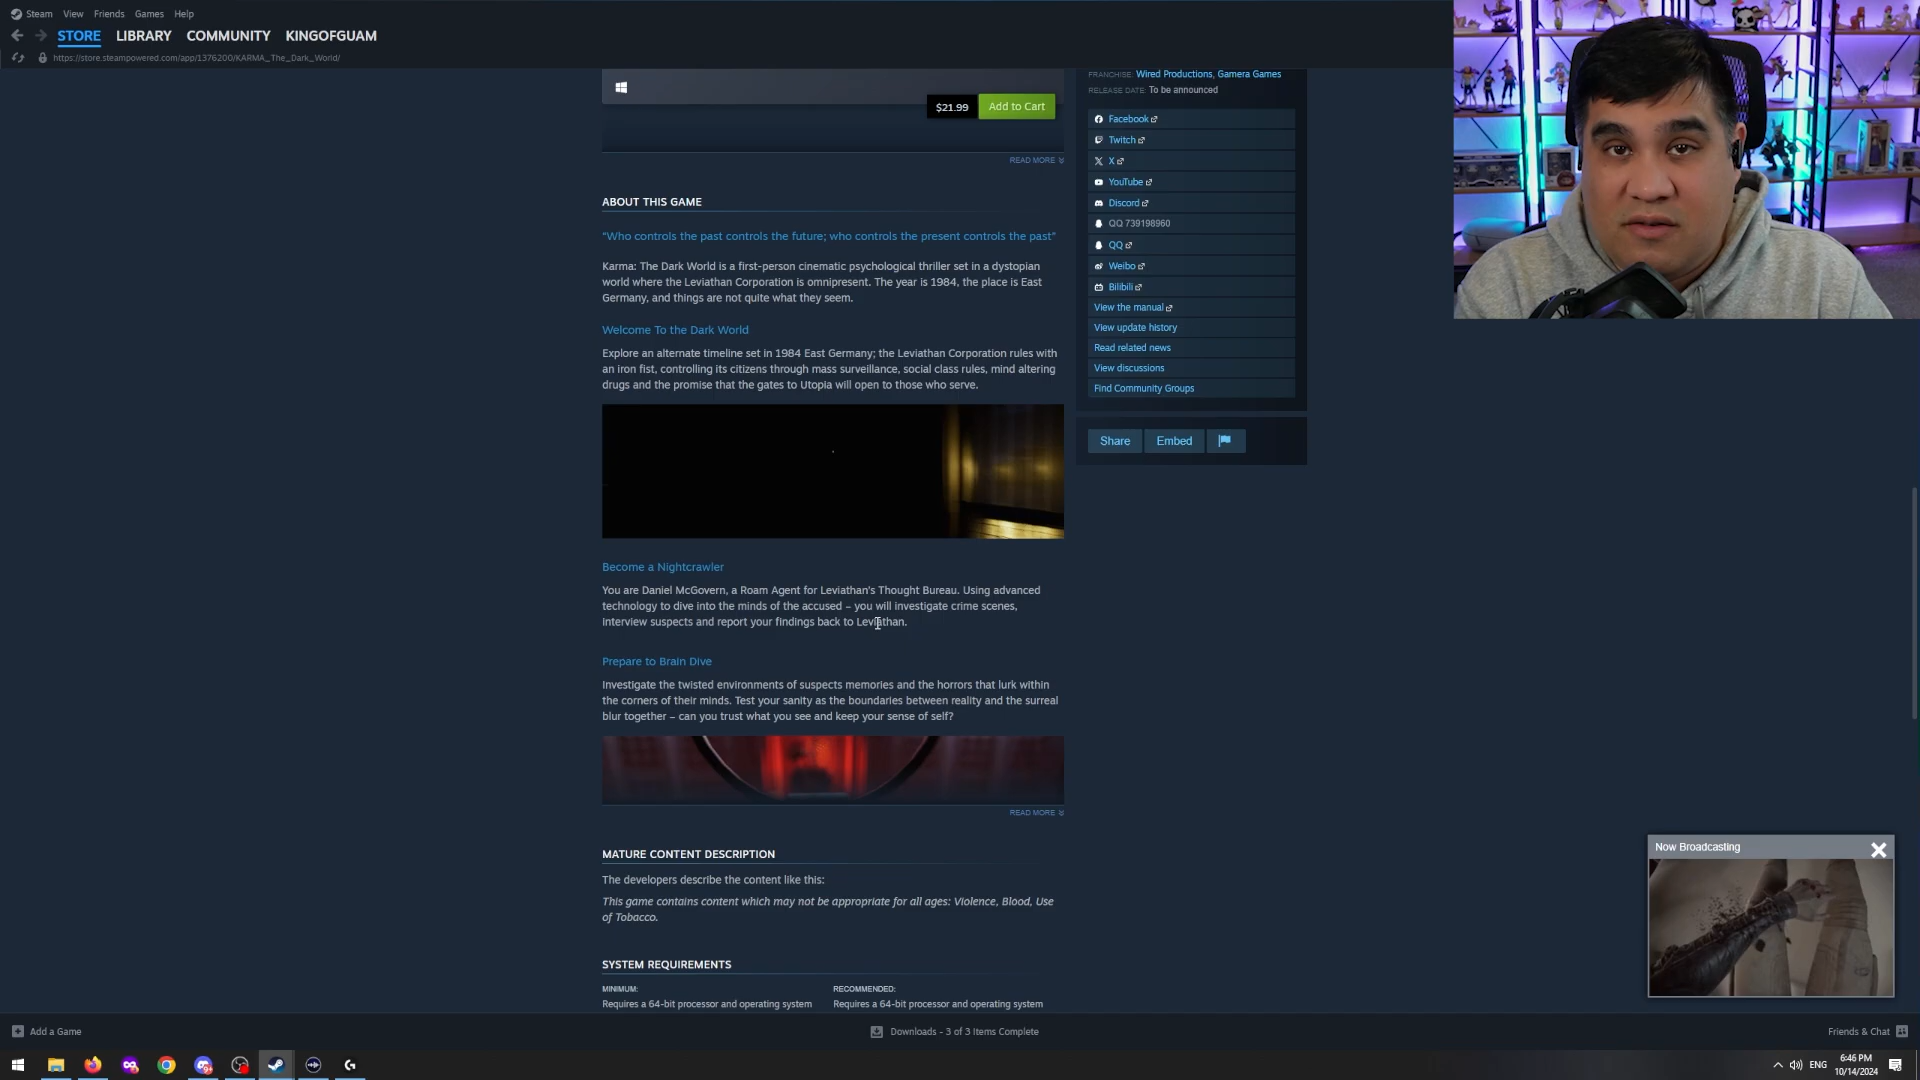 Steam View Friends Games Help
STORE LIBRARY COMMUNITY KINGOFGUAM
https://store.steampowered.com/app/1376200/KARMA_The_Dark_World/
$21.99 Add to Cart
READ MORE
ABOUT THIS GAME
"Who controls the past controls the future; who controls the present controls the past"
Karma: The Dark World is a first-person cinematic psychological thriller set in a dystopian
world where the Leviathan Corporation is omnipresent. The year is 1984, the place is East
Germany, and things are not quite what they seem.
Welcome To the Dark World
Explore an alternate timeline set in 1984 East Germany; the Leviathan Corporation rules with
an iron fist, controlling its citizens through mass surveillance, social class rules, mind altering
drugs and the promise that the gates to Utopia will open to those who serve.
Become a Nightcrawler
You are Daniel McGovern, a Roam Agent for Leviathan's Thought Bureau. Using advanced
technology to dive into the minds of the accused – you will investigate crime scenes,
interview suspects and report your findings back to Leviathan.
Prepare to Brain Dive
Investigate the twisted environments of suspects memories and the horrors that lurk within
the corners of their minds. Test your sanity as the boundaries between reality and the surreal
blur together – can you trust what you see and keep your sense of self?
READ MORE
MATURE CONTENT DESCRIPTION
The developers describe the content like this:
This game contains content which may not be appropriate for all ages: Violence, Blood, Use
of Tobacco.
SYSTEM REQUIREMENTS
MINIMUM: RECOMMENDED:
Requires a 64-bit processor and operating system Requires a 64-bit processor and operating system
FRANCHISE: Wired Productions, Gamera Games
RELEASE DATE: To be announced
Facebook
Twitch
X
YouTube
Discord
QQ 739198960
QQ
Weibo
Bilibili
View the manual
View update history
Read related news
View discussions
Find Community Groups
Share Embed
Now Broadcasting
Add a Game Downloads - 3 of 3 Items Complete Friends & Chat
ENG 6:46 PM
10/14/2024